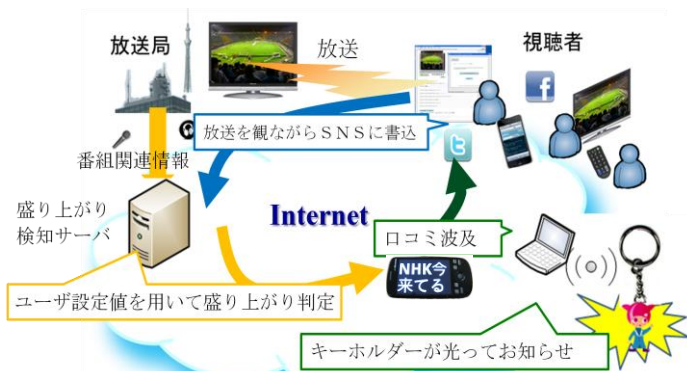 放送局
放送
視聴者
放送を観ながらSNSに書込
番組関連情報
盛り上がり
検知サーバ
Internet
口コミ波及
NHK今
来てる
ユーザ設定値を用いて盛り上がり判定
キーホルダーが光ってお知らせ